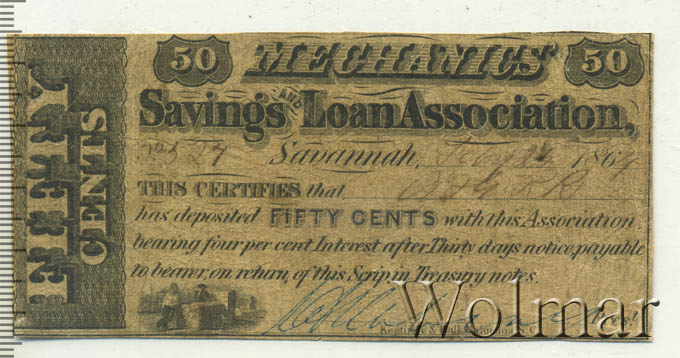 50 MECHANICS 50
Savings AND Loan Association,
FIFTY CENTS
No 527 Savannah, 1864
THIS CERTIFIES that
has deposited FIFTY CENTS with this Association
bearing four per cent Interest after Thirty days notice, payable
to bearer, on return, of this Scrip in Treasury notes.
Wolmar